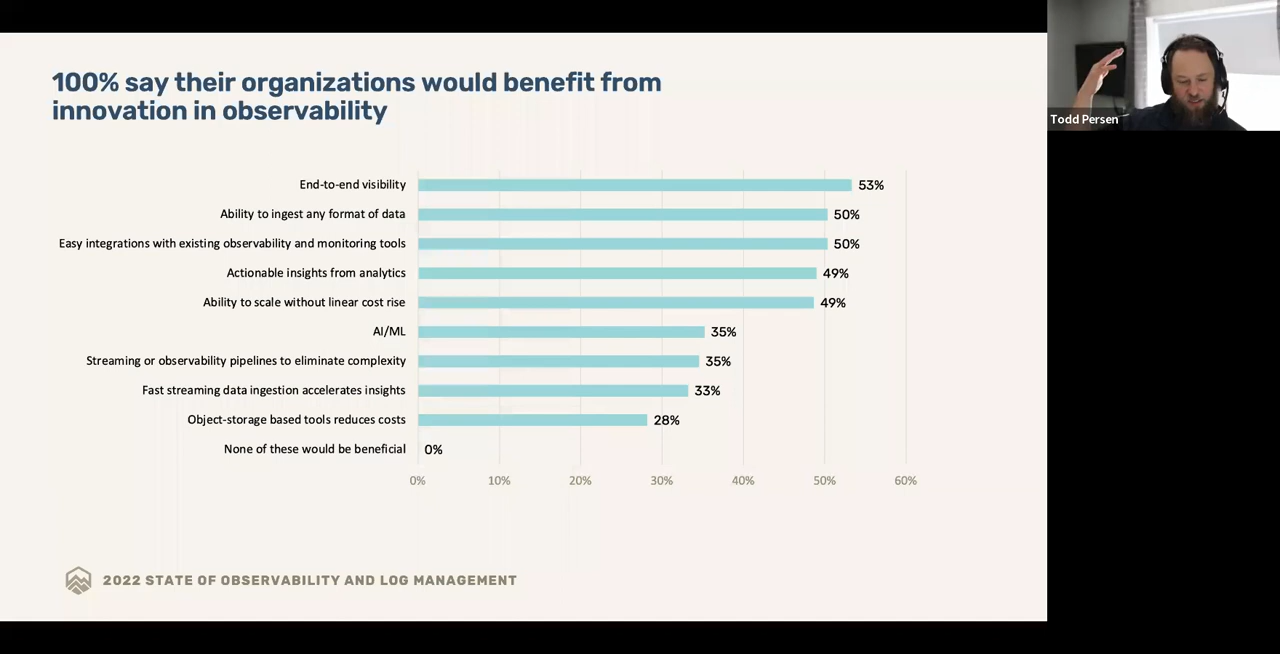 100% say their organizations would benefit from
innovation in observability
End-to-end visibility 53%
Ability to ingest any format of data 50%
Easy integrations with existing observability and monitoring tools 50%
Actionable insights from analytics 49%
Ability to scale without linear cost rise 49%
AI/ML 35%
Streaming or observability pipelines to eliminate complexity 35%
Fast streaming data ingestion accelerates insights 33%
Object-storage based tools reduces costs 28%
None of these would be beneficial 0%
0% 10% 20% 30% 40% 50% 60%
2022 STATE OF OBSERVABILITY AND LOG MANAGEMENT
Todd Persen